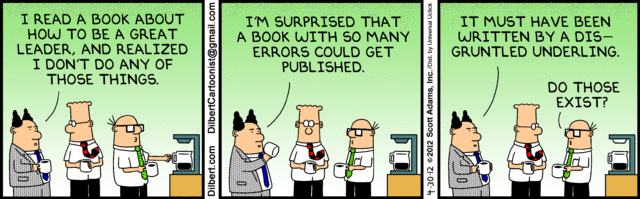 I READ A BOOK ABOUT
HOW TO BE A GREAT
LEADER, AND REALIZED
I DON'T DO ANY OF
THOSE THINGS.
Dilbert.com DilbertCartoonist@gmail.com
I'M SURPRISED THAT
A BOOK WITH SO MANY
ERRORS COULD GET
PUBLISHED.
4-30-12 ©2012 Scott Adams, Inc. /Dist. by Universal Uclick
IT MUST HAVE BEEN
WRITTEN BY A DIS-
GRUNTLED UNDERLING.
DO THOSE
EXIST?